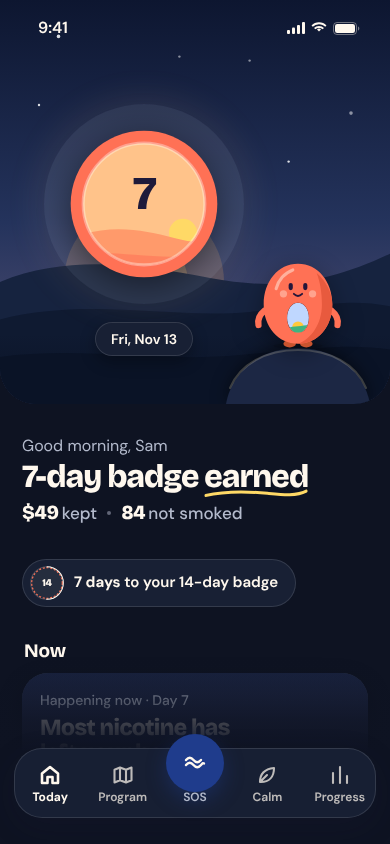 9:41
7
Fri, Nov 13
Good morning, Sam
7-day badge earned
$49 kept • 84 not smoked
14 7 days to your 14-day badge
Now
Happening now · Day 7
Most nicotine has
Today Program SOS Calm Progress